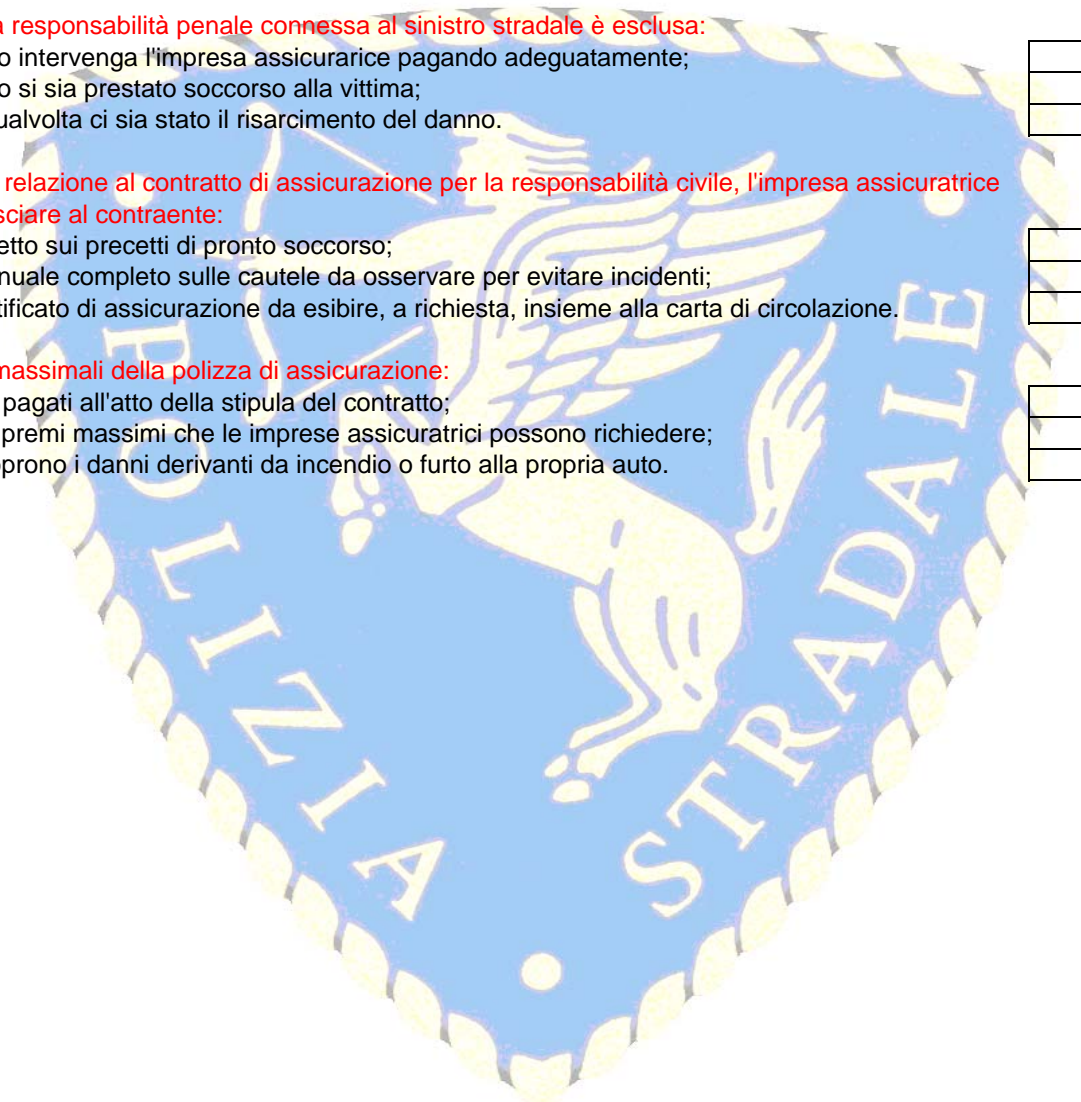 a responsabilità penale connessa al sinistro stradale è esclusa:
o intervenga l'impresa assicurarice pagando adeguatamente;
o si sia prestato soccorso alla vittima;
ualvolta ci sia stato il risarcimento del danno.
relazione al contratto di assicurazione per la responsabilità civile, l'impresa assicuratrice
sciare al contraente:
etto sui precetti di pronto soccorso;
nuale completo sulle cautele da osservare per evitare incidenti;
tificato di assicurazione da esibire, a richiesta, insieme alla carta di circolazione.
massimali della polizza di assicurazione:
pagati all'atto della stipula del contratto;
premi massimi che le imprese assicuratrici possono richiedere;
oprono i danni derivanti da incendio o furto alla propria auto.
POLIZIA STRADALE